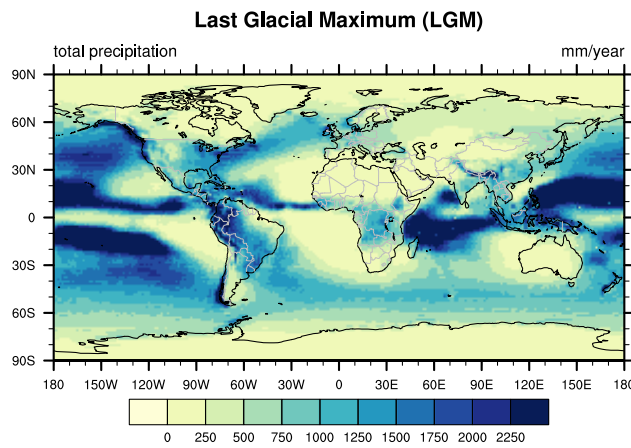 Last Glacial Maximum (LGM)
total precipitation mm/year
90N
60N
30N
0
30S
60S
90S
180 150W 120W 90W 60W 30W 0 30E 60E 90E 120E 150E 180
0 250 500 750 1000 1250 1500 1750 2000 2250